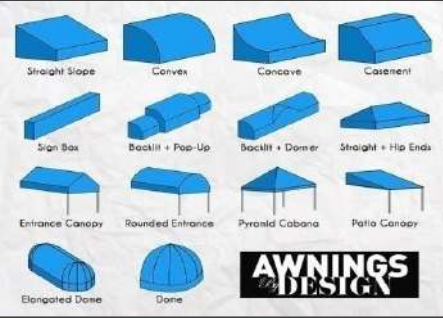 Straight Slope
Convex
Concave
Casement
Sign Box
Backlit + Pop-Up
Backlit + Dormer
Straight + Hip Ends
Entrance Canopy
Rounded Entrance
Pyramid Cabana
Patio Canopy
Elongated Dome
Dome
AWNINGS
By DESIGN